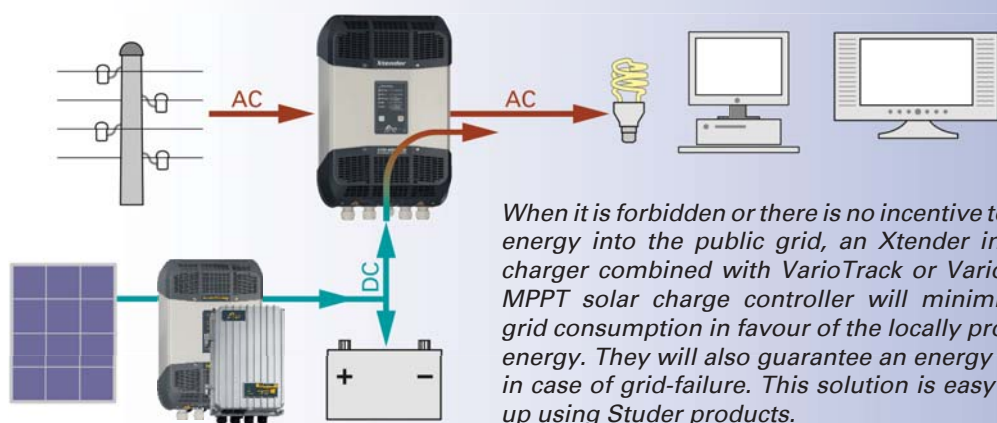 AC
Xtender
AC
DC
+ −
When it is forbidden or there is no incentive
energy into the public grid, an Xtender
charger combined with VarioTrack or
MPPT solar charge controller will
grid consumption in favour of the locally
energy. They will also guarantee an energy
in case of grid-failure. This solution is easy
up using Studer products.